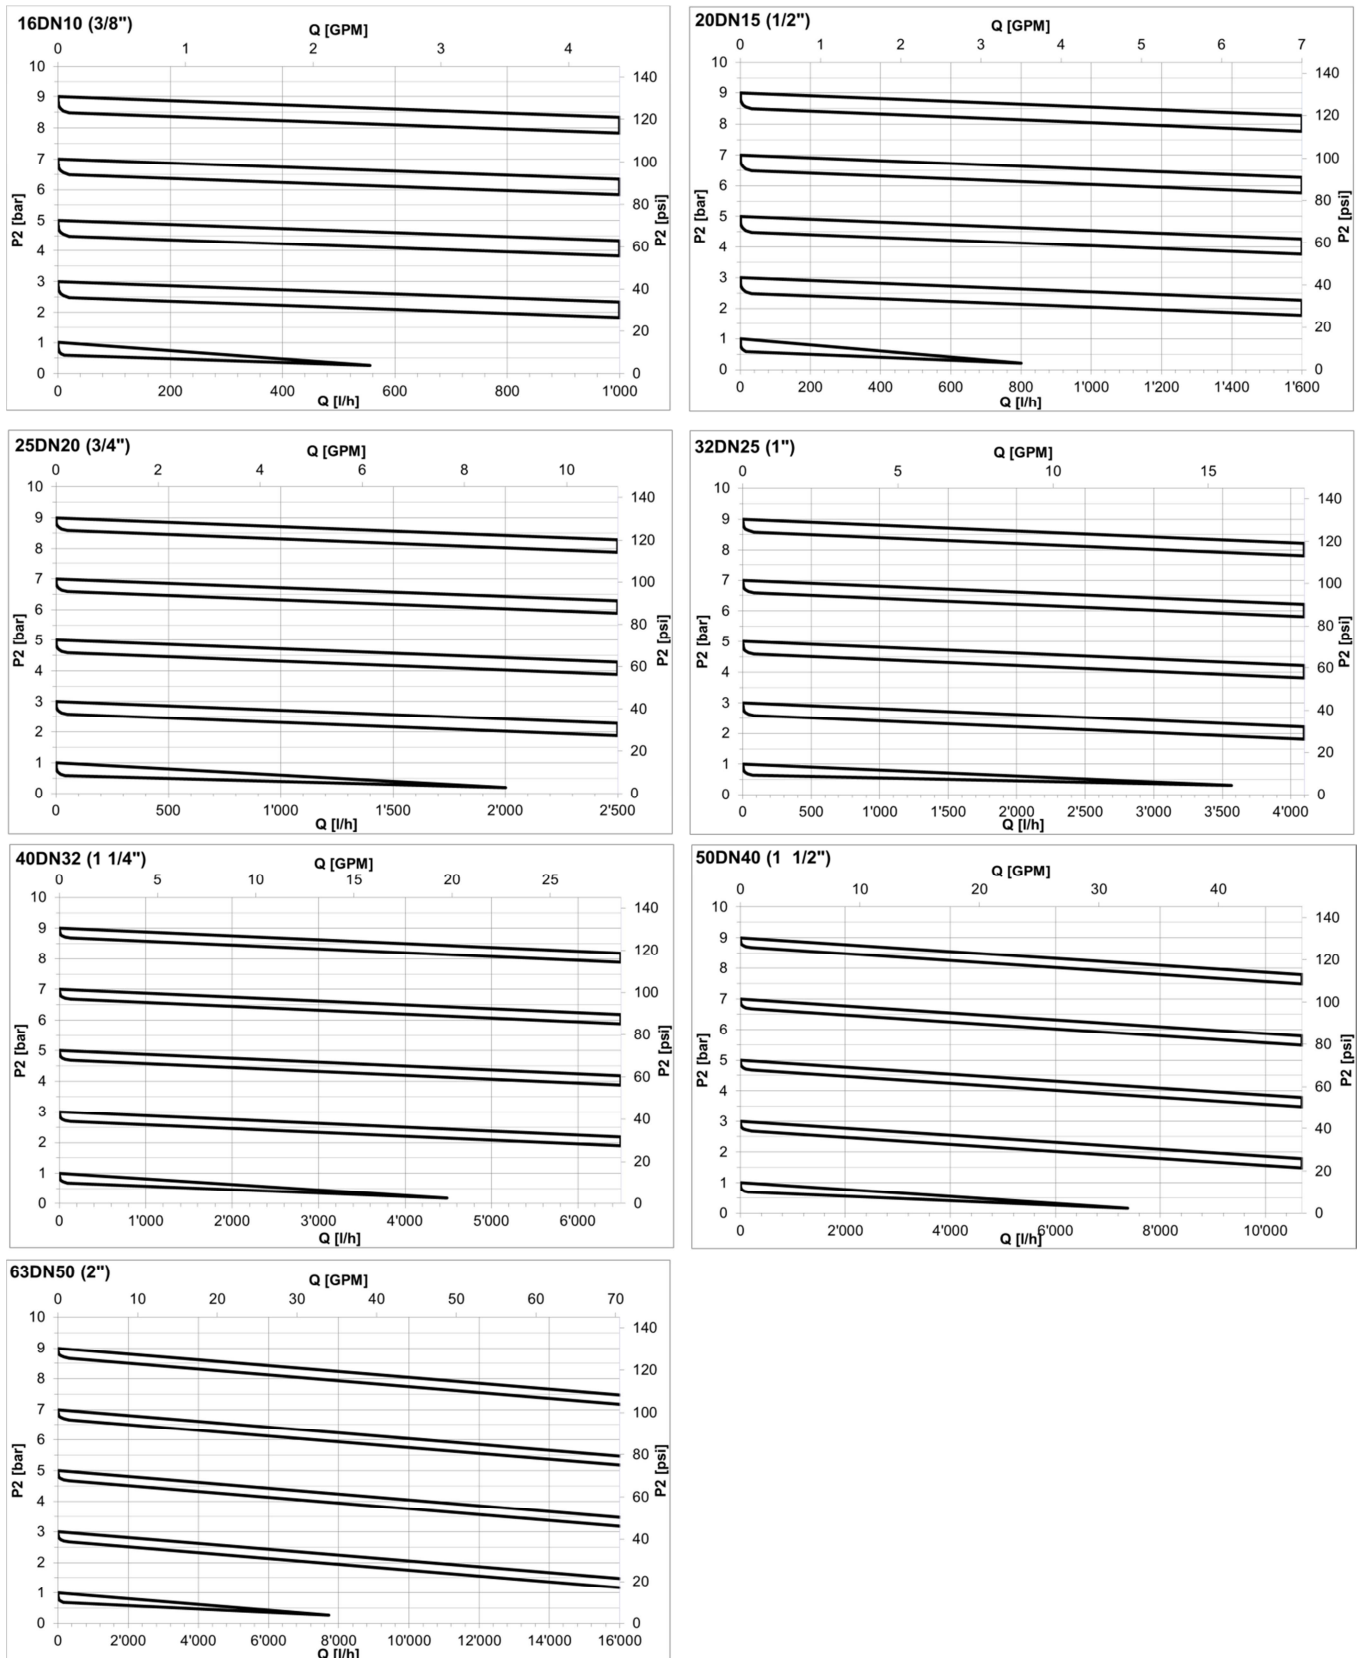 16DN10 (3/8")
Q [GPM]
0 1 2 3 4
10 9 8 7 6 5 4 3 2 1 0
P2 [bar]
140 120 100 80 60 40 20 0
P2 [psi]
0 200 400 600 800 1'000
Q [l/h]
20DN15 (1/2")
Q [GPM]
0 1 2 3 4 5 6 7
10 9 8 7 6 5 4 3 2 1 0
P2 [bar]
140 120 100 80 60 40 20 0
P2 [psi]
0 200 400 600 800 1'000 1'200 1'400 1'600
Q [l/h]
25DN20 (3/4")
Q [GPM]
0 2 4 6 8 10
10 9 8 7 6 5 4 3 2 1 0
P2 [bar]
140 120 100 80 60 40 20 0
P2 [psi]
0 500 1'000 1'500 2'000 2'500
Q [l/h]
32DN25 (1")
Q [GPM]
0 5 10 15
10 9 8 7 6 5 4 3 2 1 0
P2 [bar]
140 120 100 80 60 40 20 0
P2 [psi]
0 500 1'000 1'500 2'000 2'500 3'000 3'500 4'000
Q [l/h]
40DN32 (1 1/4")
Q [GPM]
0 5 10 15 20 25
10 9 8 7 6 5 4 3 2 1 0
P2 [bar]
140 120 100 80 60 40 20 0
P2 [psi]
0 1'000 2'000 3'000 4'000 5'000 6'000
Q [l/h]
50DN40 (1 1/2")
Q [GPM]
0 10 20 30 40
10 9 8 7 6 5 4 3 2 1 0
P2 [bar]
140 120 100 80 60 40 20 0
P2 [psi]
0 2'000 4'000 6'000 8'000 10'000
Q [l/h]
63DN50 (2")
Q [GPM]
0 10 20 30 40 50 60 70
10 9 8 7 6 5 4 3 2 1 0
P2 [bar]
140 120 100 80 60 40 20 0
P2 [psi]
0 2'000 4'000 6'000 8'000 10'000 12'000 14'000 16'000
Q [l/h]